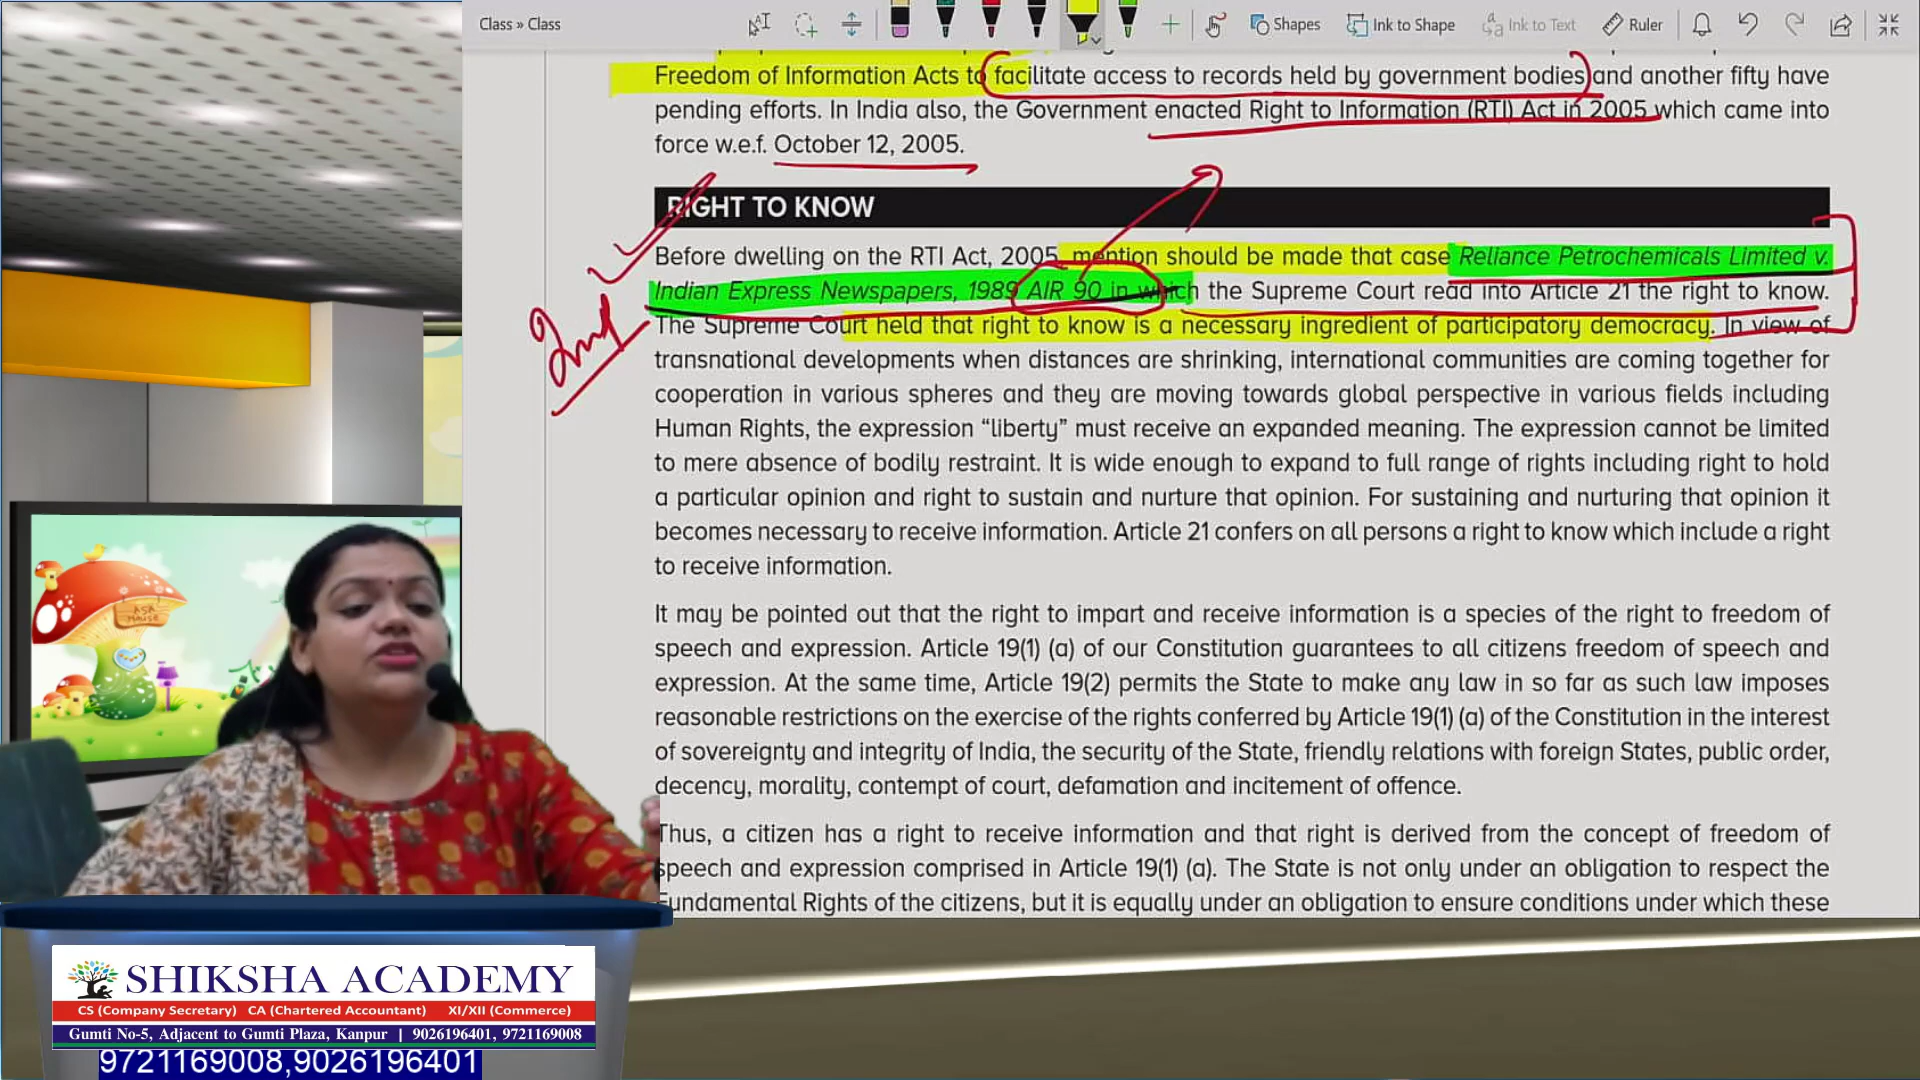 Class » Class
Shapes
Ink to Shape
Ink to Text
Ruler
Freedom of Information Acts to facilitate access to records held by government bodies and another fifty have
pending efforts. In India also, the Government enacted Right to Information (RTI) Act in 2005 which came into
force w.e.f. October 12, 2005.
RIGHT TO KNOW
Before dwelling on the RTI Act, 2005, mention should be made that case Reliance Petrochemicals Limited v.
Indian Express Newspapers, 1989 AIR 90 in which the Supreme Court read into Article 21 the right to know.
The Supreme Court held that right to know is a necessary ingredient of participatory democracy. In view of
transnational developments when distances are shrinking, international communities are coming together for
cooperation in various spheres and they are moving towards global perspective in various fields including
Human Rights, the expression “liberty” must receive an expanded meaning. The expression cannot be limited
to mere absence of bodily restraint. It is wide enough to expand to full range of rights including right to hold
a particular opinion and right to sustain and nurture that opinion. For sustaining and nurturing that opinion it
becomes necessary to receive information. Article 21 confers on all persons a right to know which include a right
to receive information.
It may be pointed out that the right to impart and receive information is a species of the right to freedom of
speech and expression. Article 19(1) (a) of our Constitution guarantees to all citizens freedom of speech and
expression. At the same time, Article 19(2) permits the State to make any law in so far as such law imposes
reasonable restrictions on the exercise of the rights conferred by Article 19(1) (a) of the Constitution in the interest
of sovereignty and integrity of India, the security of the State, friendly relations with foreign States, public order,
decency, morality, contempt of court, defamation and incitement of offence.
Thus, a citizen has a right to receive information and that right is derived from the concept of freedom of
speech and expression comprised in Article 19(1) (a). The State is not only under an obligation to respect the
Fundamental Rights of the citizens, but it is equally under an obligation to ensure conditions under which these
Imp
SHIKSHA ACADEMY
CS (Company Secretary) CA (Chartered Accountant) XI/XII (Commerce)
Gumti No-5, Adjacent to Gumti Plaza, Kanpur | 9026196401, 9721169008
9721169008,9026196401